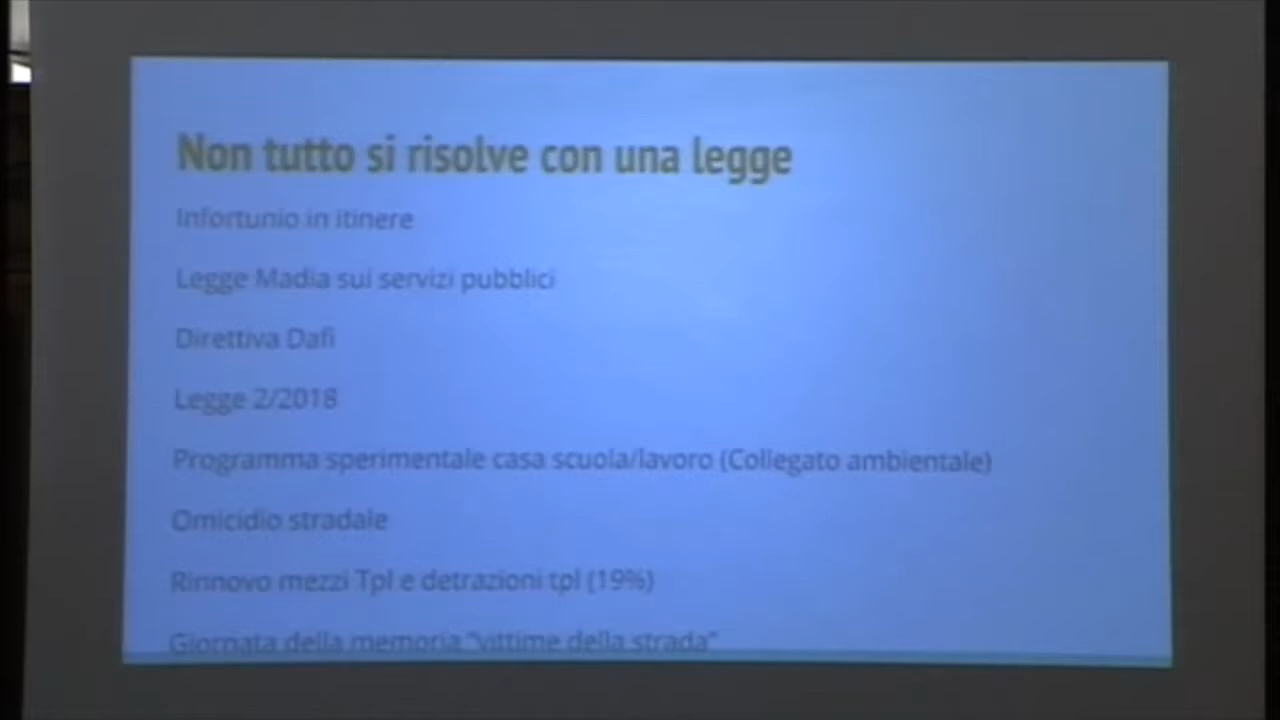 Non tutto si risolve con una legge
Infortunio in itinere
Legge Madia sui servizi pubblici
Direttiva Dafi
Legge 2/2018
Programma sperimentale casa scuola/lavoro (Collegato ambientale)
Omicidio stradale
Rinnovo mezzi Tpl e detrazioni tpl (19%)
Giornata della memoria "vittime della strada"